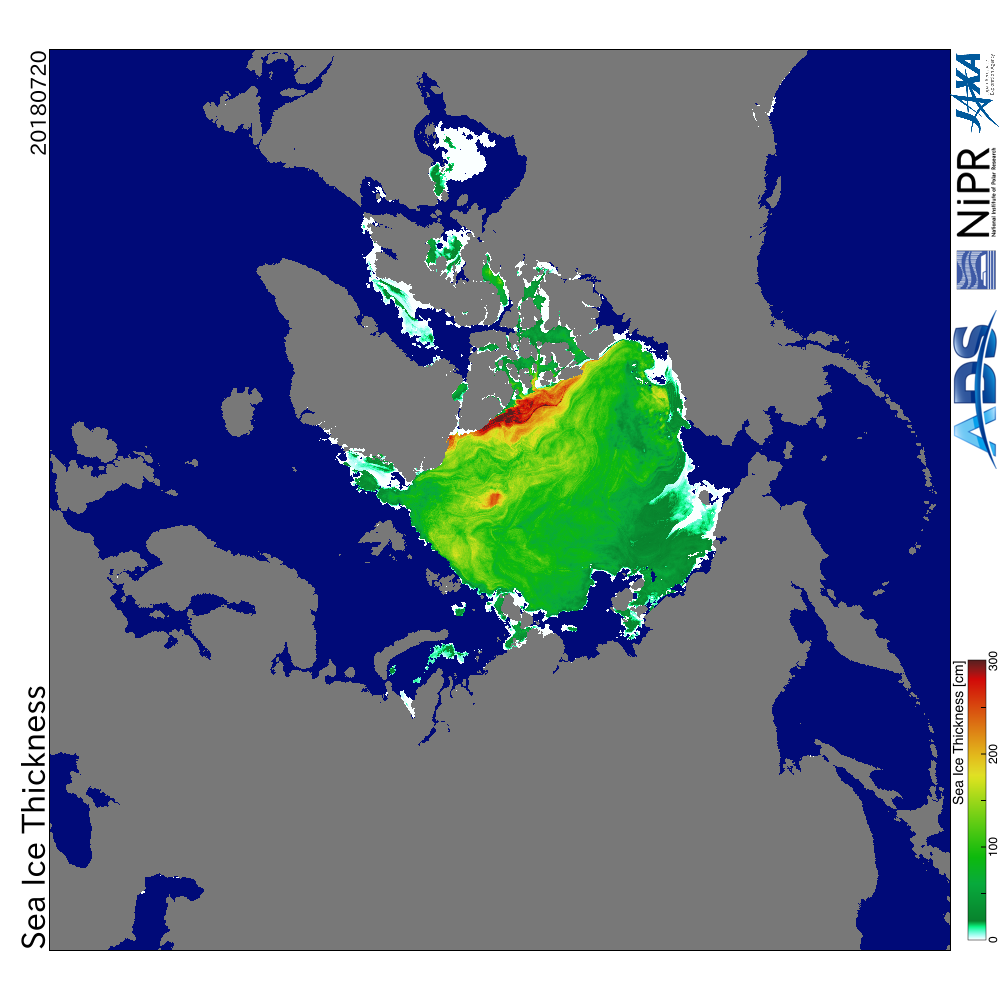 Sea Ice Thickness
20180720
Sea Ice Thickness [cm]
0
100
200
300
ADS
NiPR
National Institute of Polar Research
JAXA